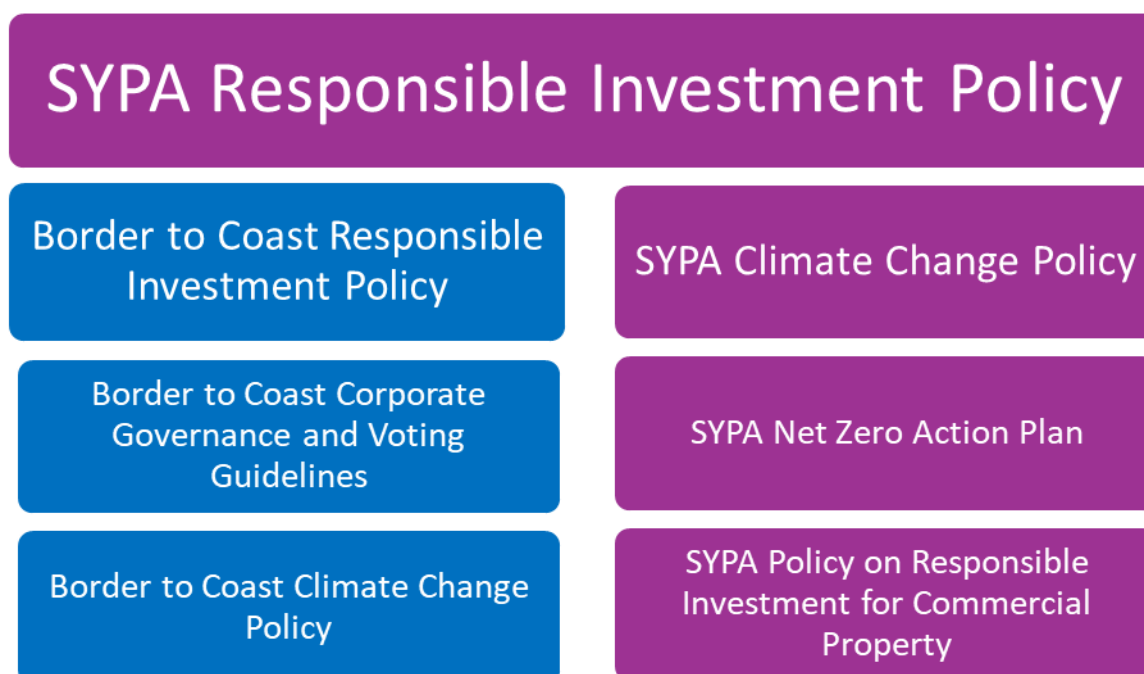 SYPA Responsible Investment Policy
Border to Coast Responsible
Investment Policy
Border to Coast Corporate
Governance and Voting
Guidelines
Border to Coast Climate Change
Policy
SYPA Climate Change Policy
SYPA Net Zero Action Plan
SYPA Policy on Responsible
Investment for Commercial
Property